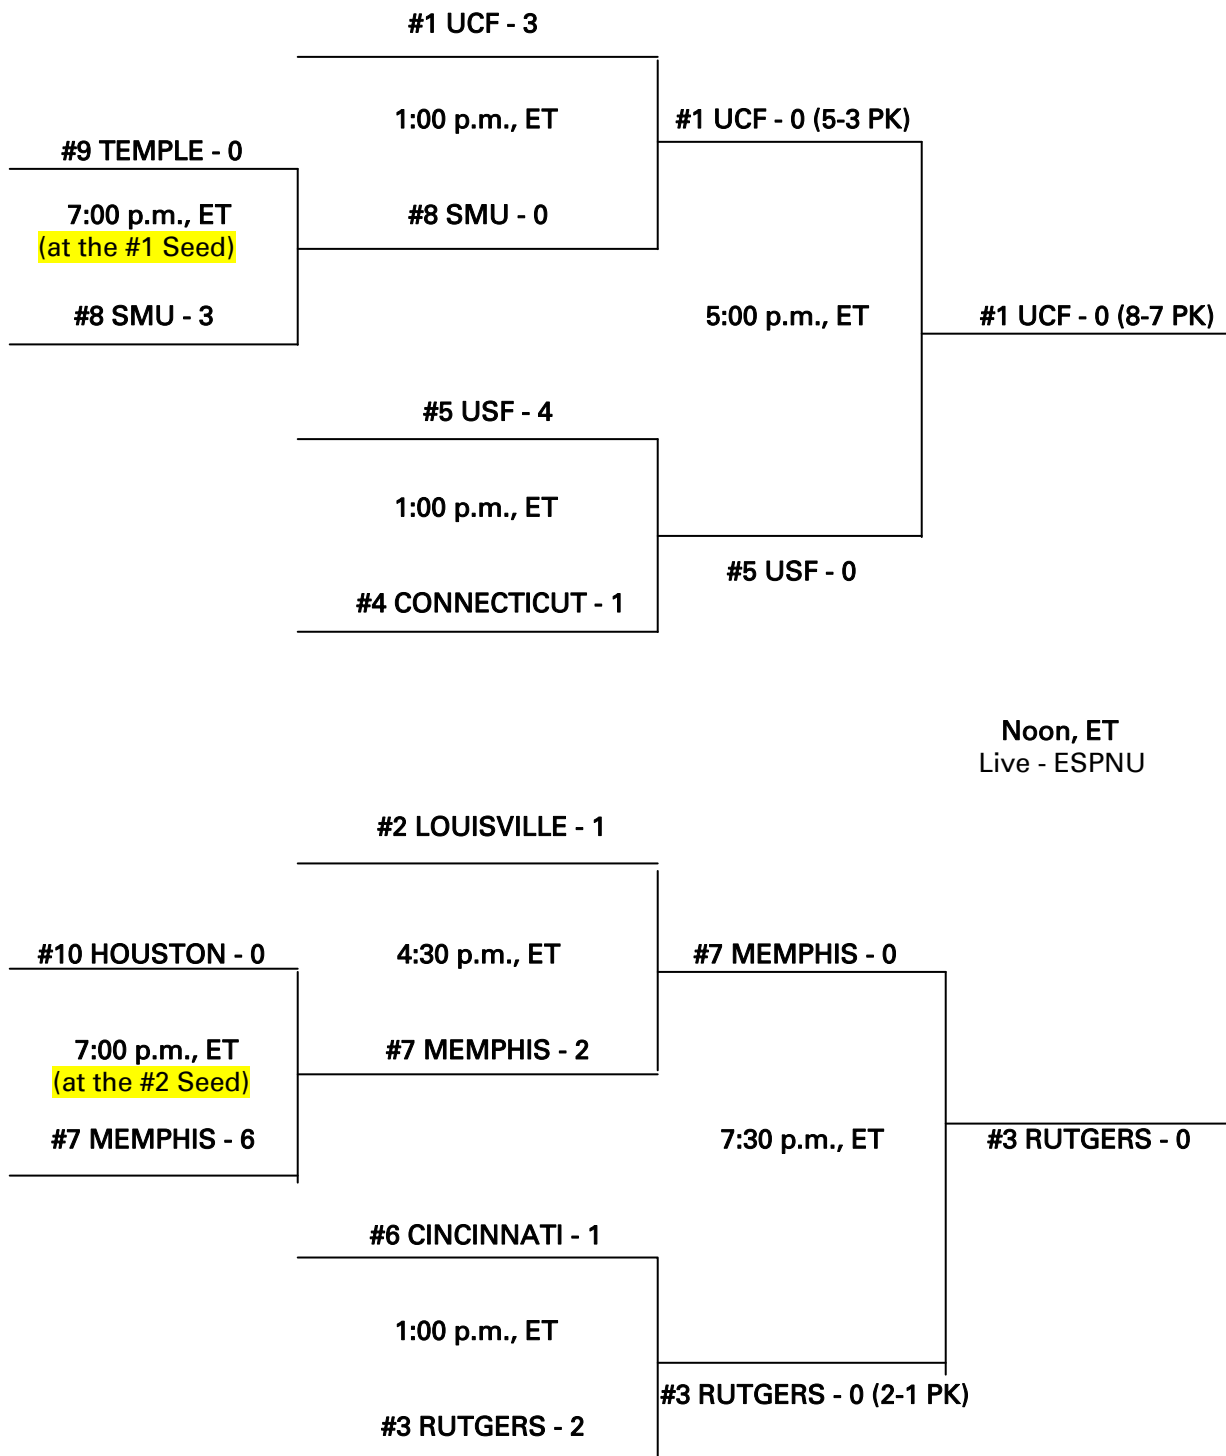 #1 UCF - 3
1:00 p.m., ET
#1 UCF - 0 (5-3 PK)
#9 TEMPLE - 0
7:00 p.m., ET
(at the #1 Seed)
#8 SMU - 0
#8 SMU - 3
5:00 p.m., ET
#1 UCF - 0 (8-7 PK)
#5 USF - 4
1:00 p.m., ET
#5 USF - 0
#4 CONNECTICUT - 1
Noon, ET
Live - ESPNU
#2 LOUISVILLE - 1
#10 HOUSTON - 0
4:30 p.m., ET
#7 MEMPHIS - 0
7:00 p.m., ET
(at the #2 Seed)
#7 MEMPHIS - 2
#7 MEMPHIS - 6
7:30 p.m., ET
#3 RUTGERS - 0
#6 CINCINNATI - 1
1:00 p.m., ET
#3 RUTGERS - 0 (2-1 PK)
#3 RUTGERS - 2